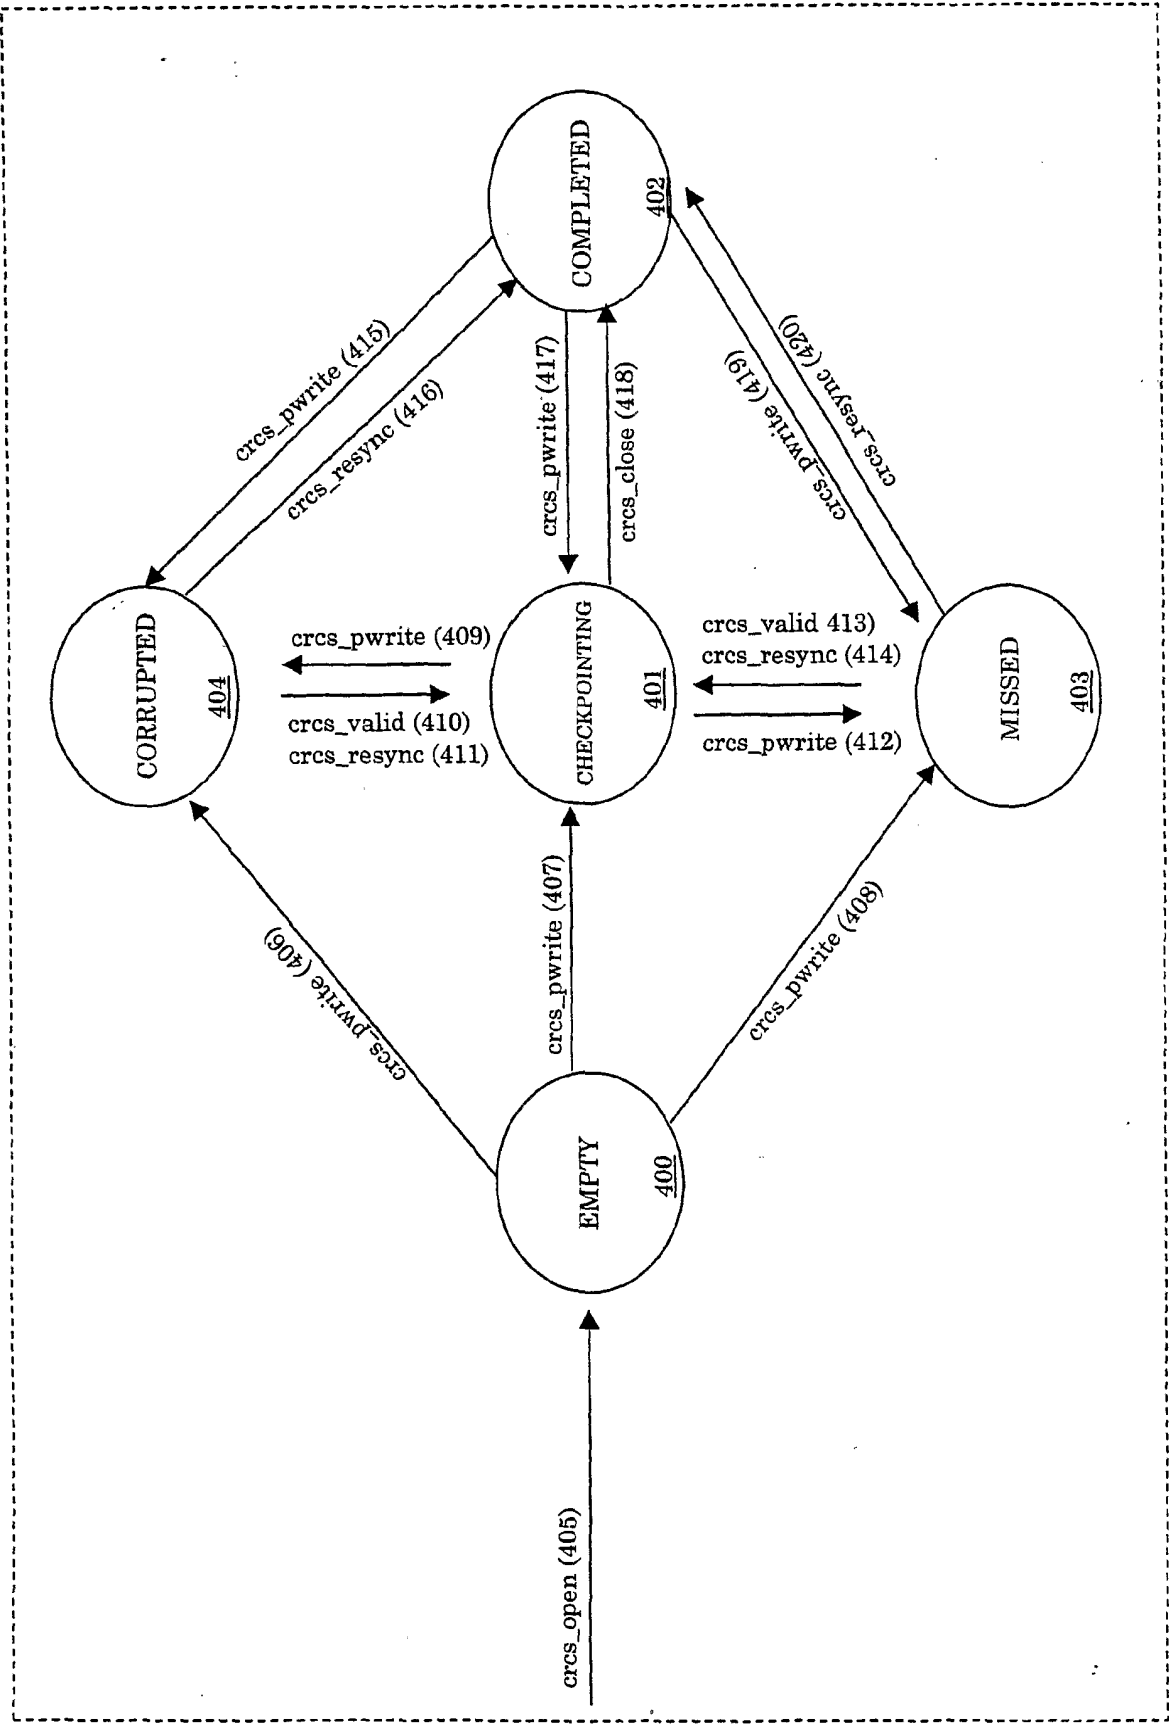 COMPLETED
402
crcs_pwrite (415)
crcs_resync (416)
crcs_pwrite (417)
crcs_close (418)
crcs_pwrite (419)
crcs_resync (420)
CORRUPTED
404
crcs_pwrite (409)
crcs_valid (410)
crcs_resync (411)
CHECKPOINTING
401
crcs_valid 413)
crcs_resync (414)
crcs_pwrite (412)
MISSED
403
crcs_pwrite (406)
crcs_pwrite (407)
crcs_pwrite (408)
EMPTY
400
crcs_open (405)